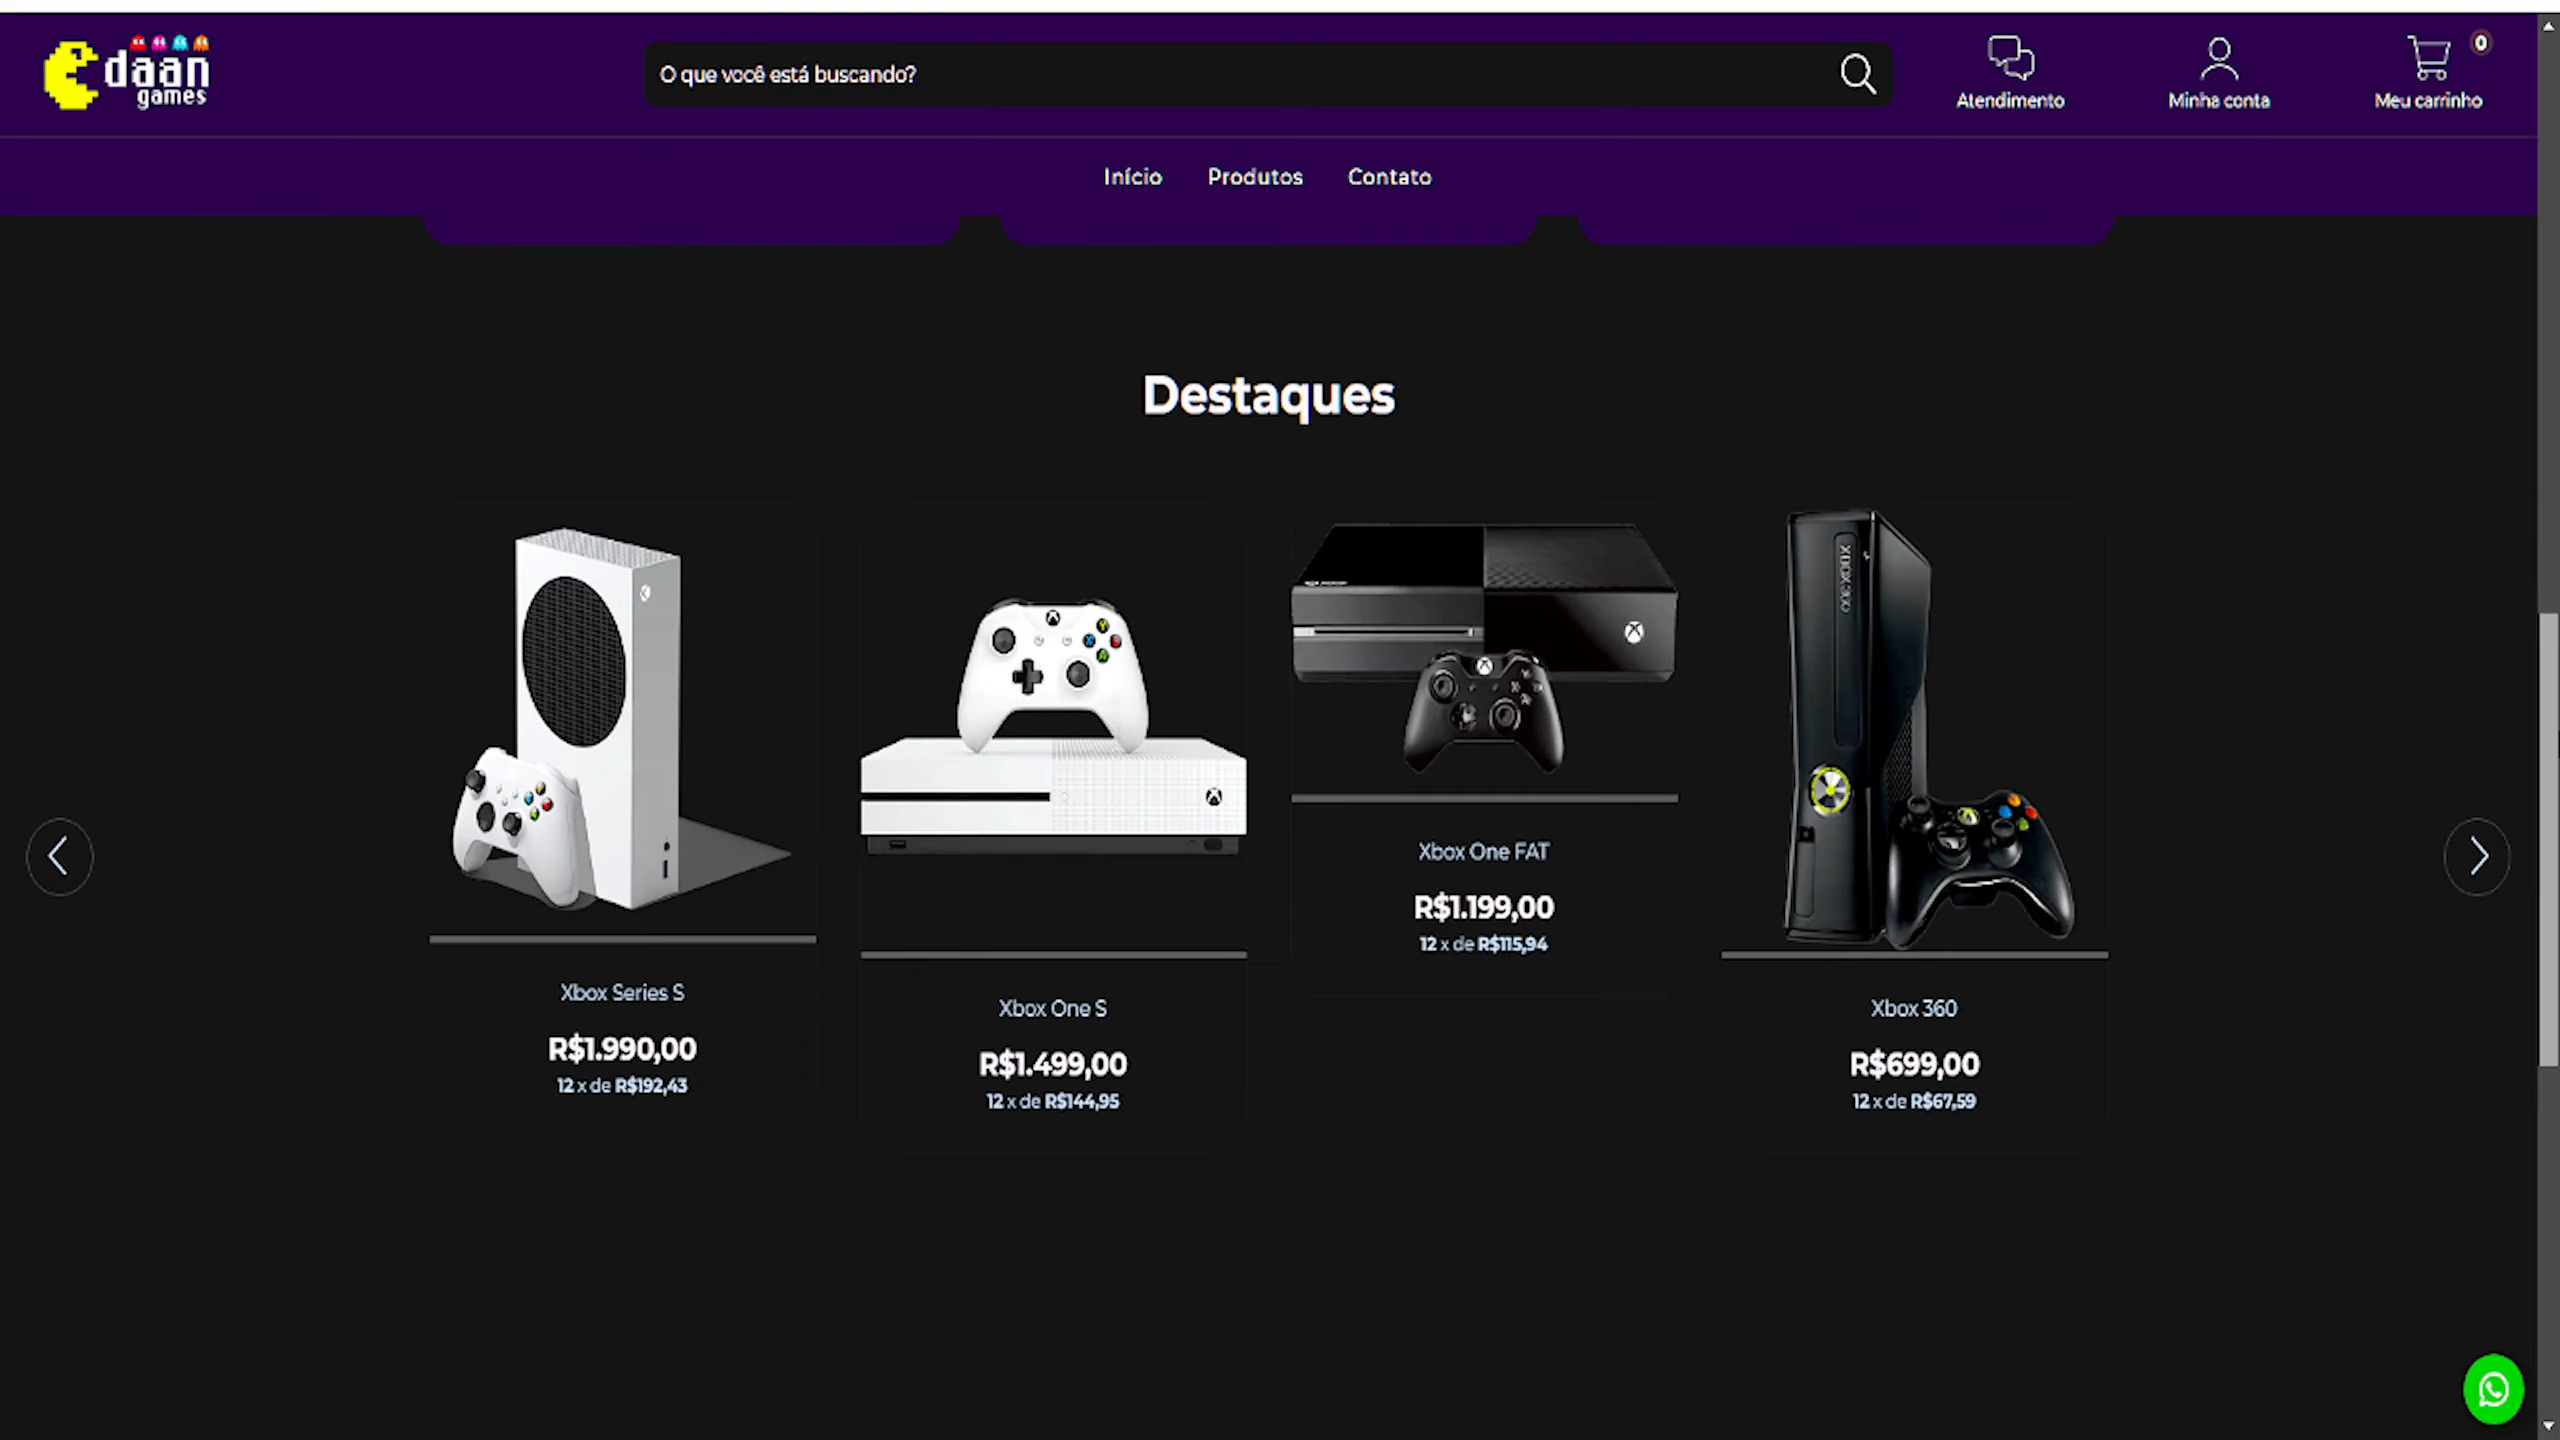 daan
games
O que você está buscando?
Atendimento
Minha conta
0
Meu carrinho
Início
Produtos
Contato
Destaques
XBOX 360
Xbox Series S
R$1.990,00
12 x de R$192,43
Xbox One S
R$1.499,00
12 x de R$144,95
Xbox One FAT
R$1.199,00
12 x de R$115,94
Xbox 360
R$699,00
12 x de R$67,59